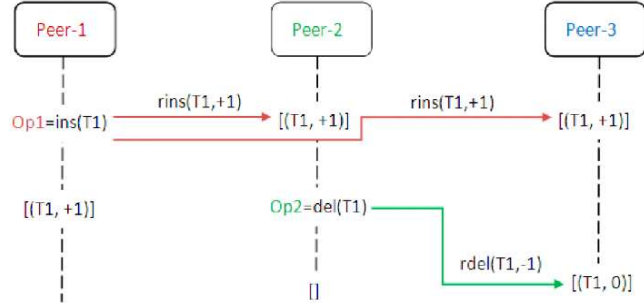 Peer-1 Peer-2 Peer-3
rins(T1,+1) rins(T1,+1)
Op1=ins(T1) [(T1, +1)] [(T1, +1)]
[(T1, +1)] Op2=del(T1)
rdel(T1,-1)
[] [(T1, 0)]